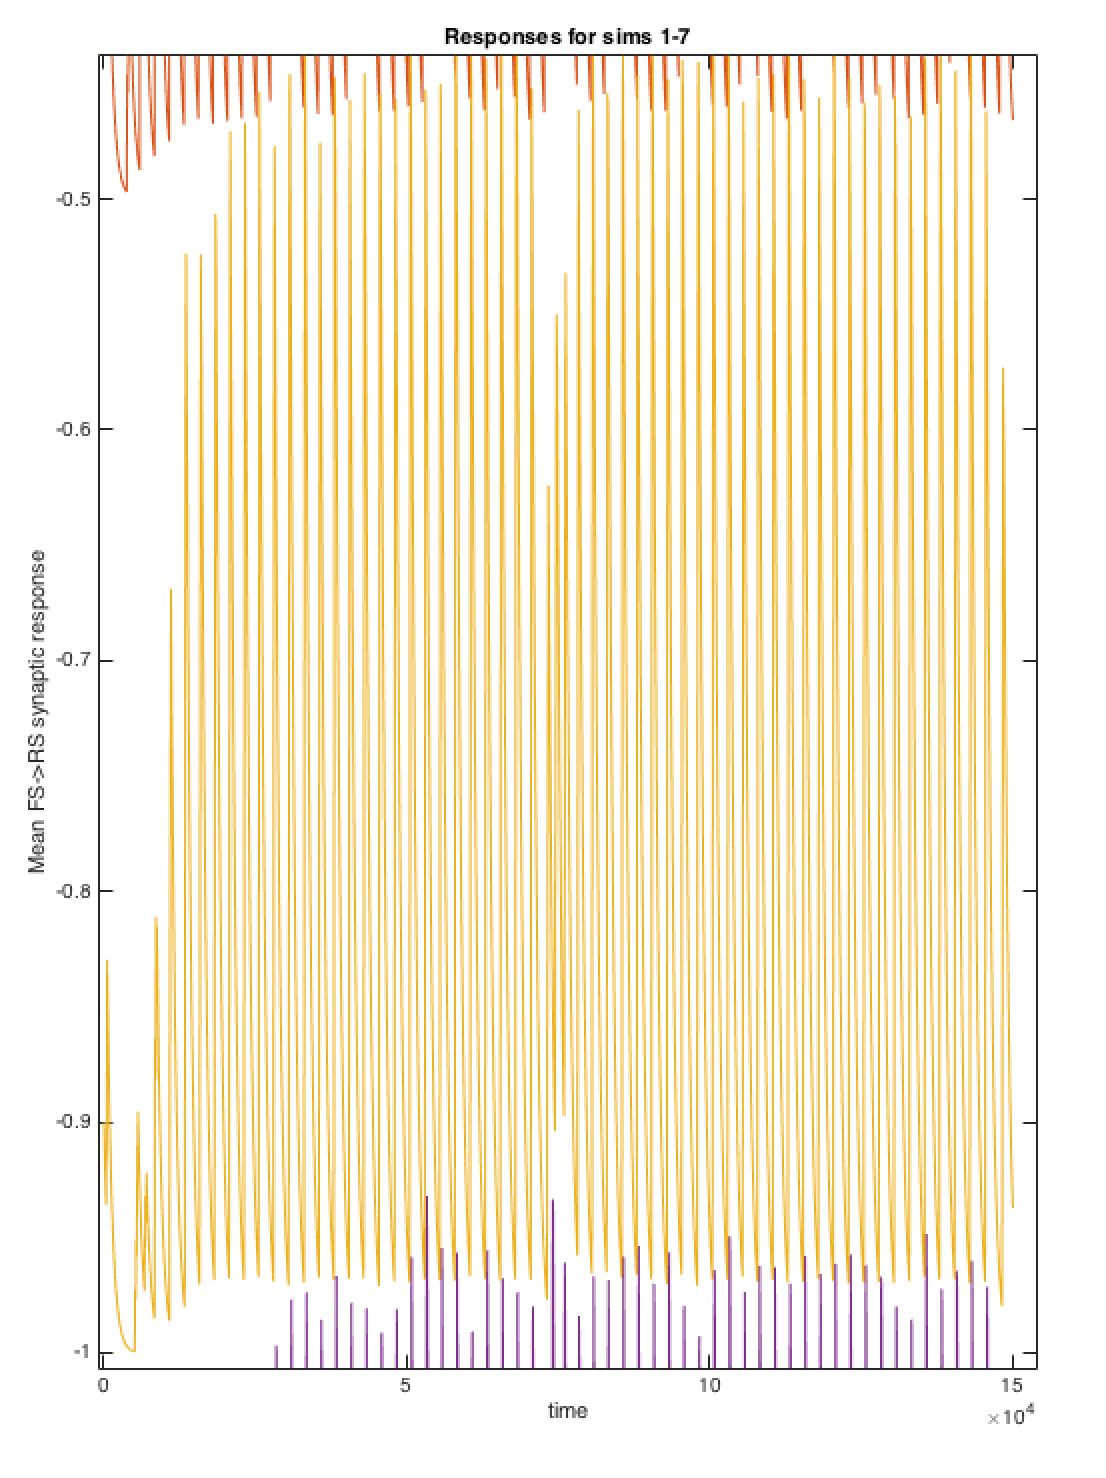 Responses for sims 1-7
-0.5
-0.6
-0.7
-0.8
-0.9
-1
Mean FS->RS synaptic response
0 5 10 15
time
×10⁴